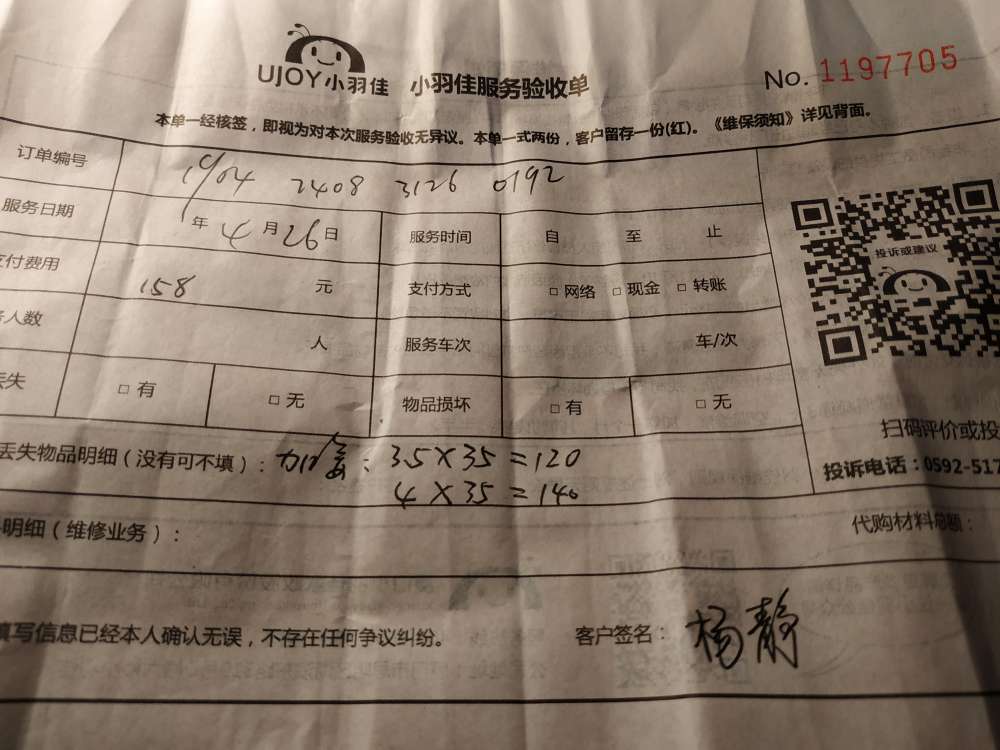 UJOY小羽佳 小羽佳服务验收单 No. 1197705
本单一经核签，即视为对本次服务验收无异议。本单一式两份，客户留存一份(红)。《维保须知》详见背面。
订单编号 1904 2408 3126 0192
服务日期 年 4 月 26 日 服务时间 自 至 止
支付费用 158 元 支付方式 □ 网络 □ 现金 □ 转账
人数 人 服务车次 车/次
丢失 □ 有 □ 无 物品损坏 □ 有 □ 无
投诉或建议
扫码评价或投
投诉电话：0592-517
丢失物品明细（没有可不填）： 3.5×35=120
4×35=140
明细（维修业务）： 代购材料总额：
填写信息已经本人确认无误，不存在任何争议纠纷。 客户签名： 杨静